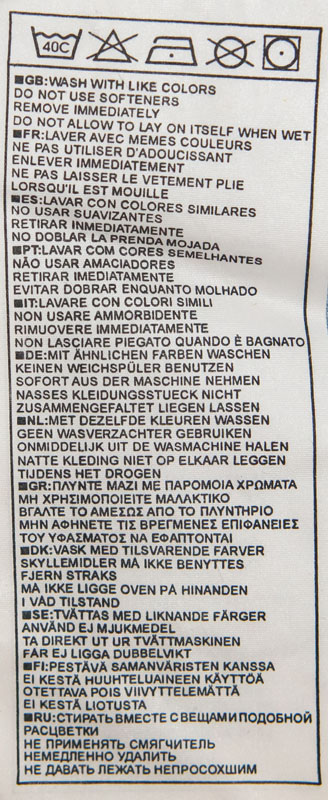 40C
■GB:WASH WITH LIKE COLORS
DO NOT USE SOFTENERS
REMOVE IMMEDIATELY
DO NOT ALLOW TO LAY ON ITSELF WHEN WET
■FR:LAVER AVEC MEMES COULEURS
NE PAS UTILISER D'ADOUCISSANT
ENLEVER IMMÉDIATEMENT
NE PAS LAISSER LE VETEMENT PLIE
LORSQU'IL EST MOUILLE
■ES:LAVAR CON COLORES SIMILARES
NO USAR SUAVIZANTES
RETIRAR INMEDIATAMENTE
NO DOBLAR LA PRENDA MOJADA
■PT:LAVAR COM CORES SEMELHANTES
NÃO USAR AMACIADORES
RETIRAR IMEDIATAMENTE
EVITAR DOBRAR ENQUANTO MOLHADO
■IT:LAVARE CON COLORI SIMILI
NON USARE AMMORBIDENTE
RIMUOVERE IMMEDIATAMENTE
NON LASCIARE PIEGATO QUANDO È BAGNATO
■DE:MIT ÄHNLICHEN FARBEN WASCHEN
KEINEN WEICHSPÜLER BENUTZEN
SOFORT AUS DER MASCHINE NEHMEN
NASSES KLEIDUNGSSTUECK NICHT
ZUSAMMENGEFALTET LIEGEN LASSEN
■NL:MET DEZELFDE KLEUREN WASSEN
GEEN WASVERZACHTER GEBRUIKEN
ONMIDDELIJK UIT DE WASMACHINE HALEN
NATTE KLEDING NIET OP ELKAAR LEGGEN
TIJDENS HET DROGEN
■GR:ΠΛΥΝΤΕ ΜΑΖΙ ΜΕ ΠΑΡΟΜΟΙΑ ΧΡΩΜΑΤΑ
ΜΗ ΧΡΗΣΙΜΟΠΟΙΕΙΤΕ ΜΑΛΑΚΤΙΚΟ
ΒΓΑΛΤΕ ΤΟ ΑΜΕΣΩΣ ΑΠΟ ΤΟ ΠΛΥΝΤΗΡΙΟ
ΜΗΝ ΑΦΗΝΕΤΕ ΤΙΣ ΒΡΕΓΜΕΝΕΣ ΕΠΙΦΑΝΕΙΕΣ
ΤΟΥ ΥΦΑΣΜΑΤΟΣ ΝΑ ΕΦΑΠΤΟΝΤΑΙ
■DK:VASK MED TILSVARENDE FARVER
SKYLLEMIDLER MÅ IKKE BENYTTES
FJERN STRAKS
MÅ IKKE LIGGE OVEN PÅ HINANDEN
I VÅD TILSTAND
■SE:TVÄTTAS MED LIKNANDE FÄRGER
ANVÄND EJ MJUKMEDEL
TA DIREKT UT UR TVÄTTMASKINEN
FÅR EJ LIGGA DUBBELVIKT
■FI:PESTÄVÄ SAMANVÄRISTEN KANSSA
EI KESTÄ HUUHTELUAINEEN KÄYTTÖÄ
OTETTAVA POIS VIIVYTTELEMÄTTÄ
EI KESTÄ LIOTUSTA
■RU:СТИРАТЬ ВМЕСТЕ С ВЕЩАМИ ПОДОБНОЙ
РАСЦВЕТКИ
НЕ ПРИМЕНЯТЬ СМЯГЧИТЕЛЬ
НЕМЕДЛЕННО УДАЛИТЬ
НЕ ДАВАТЬ ЛЕЖАТЬ НЕПРОСОХШИМ